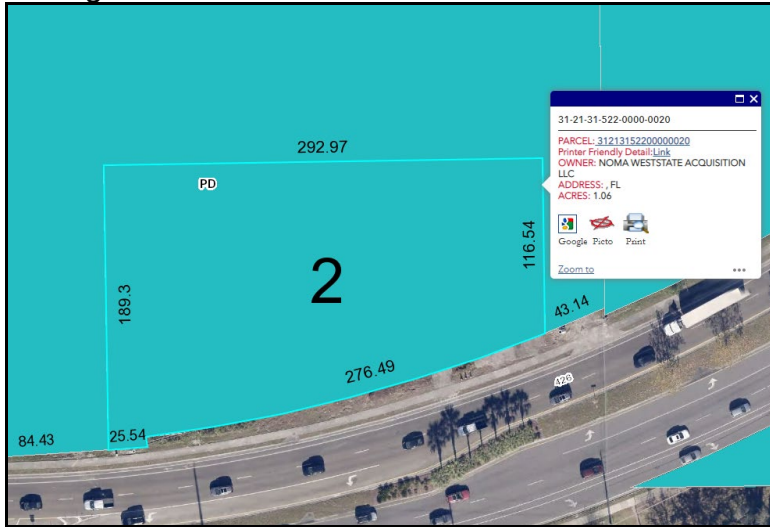 292.97
PD
189.3
2
116.54
43.14
276.49
426
25.54
84.43
31-21-31-522-0000-0020
PARCEL: 31213152200000020
Printer Friendly Detail:Link
OWNER: NOMA WESTSTATE ACQUISITION
LLC
ADDRESS: , FL
ACRES: 1.06
Google Picto Print
Zoom to